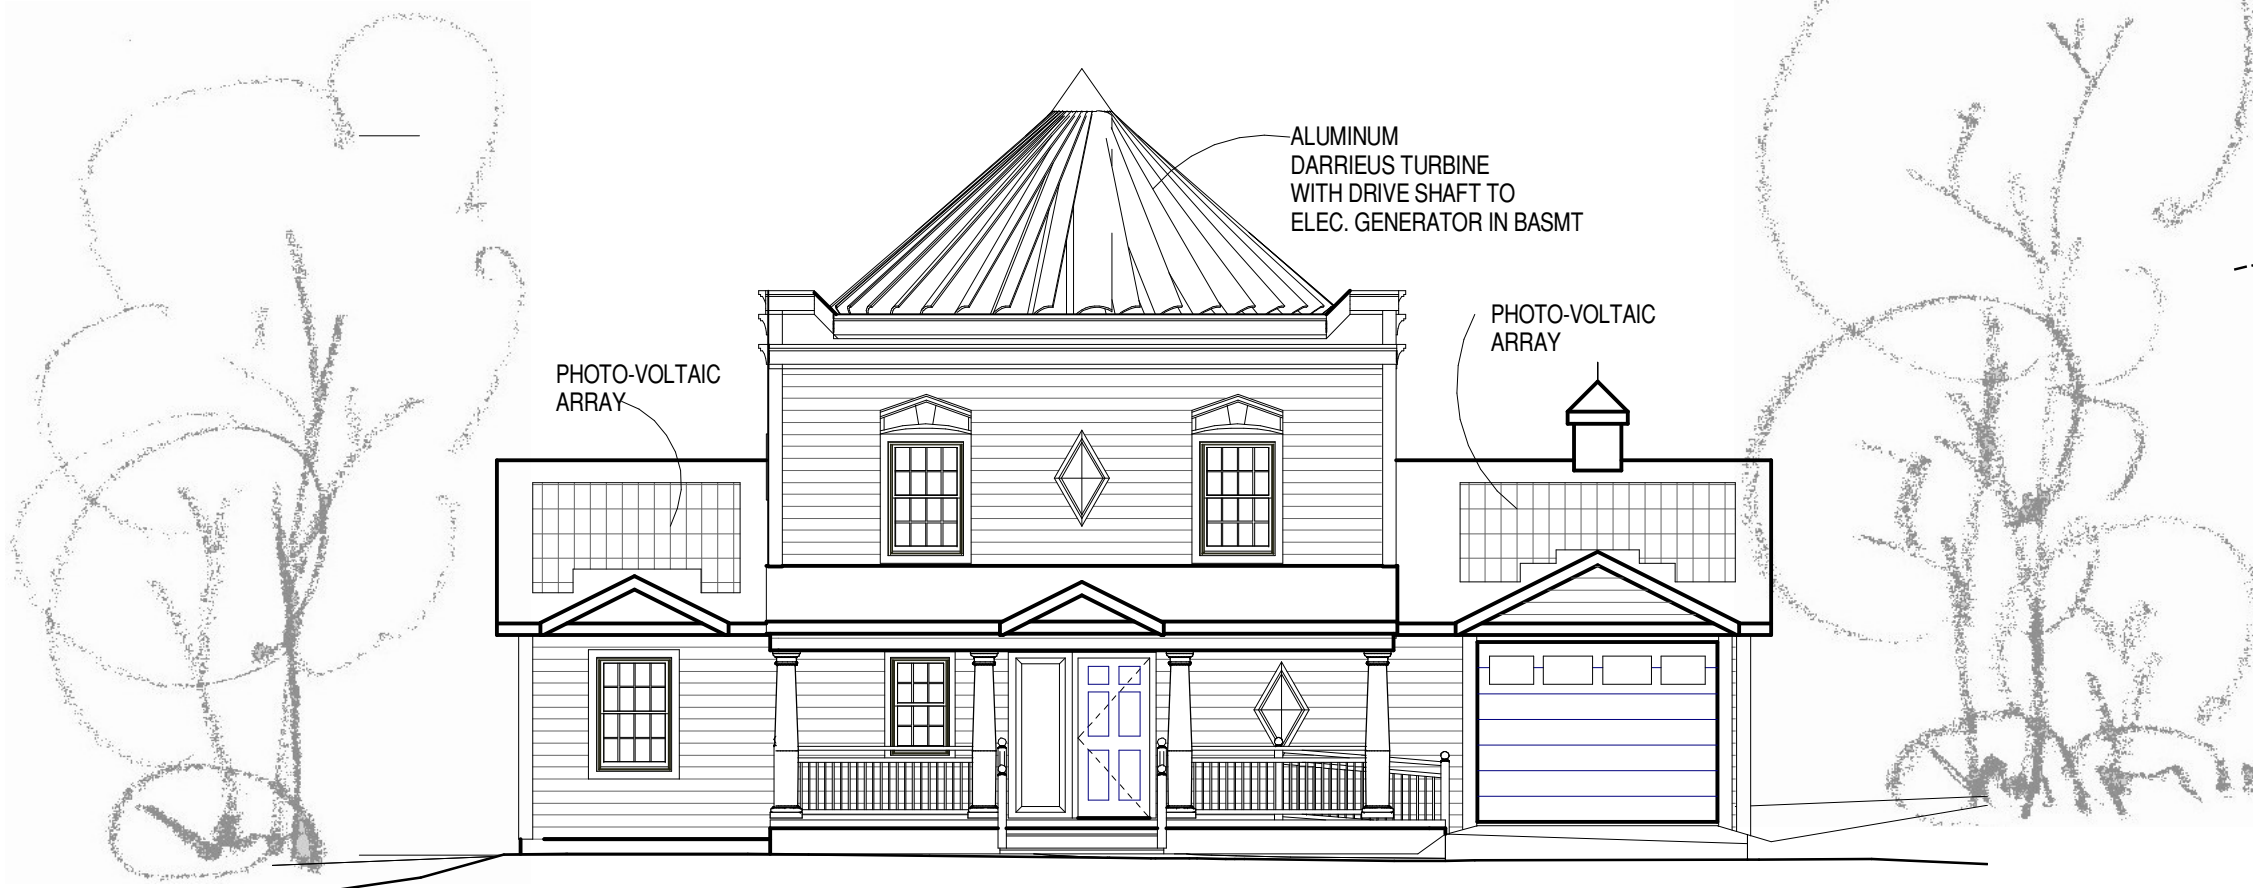 ALUMINUM
DARRIEUS TURBINE
WITH DRIVE SHAFT TO
ELEC. GENERATOR IN BASMT
PHOTO-VOLTAIC
ARRAY
PHOTO-VOLTAIC
ARRAY